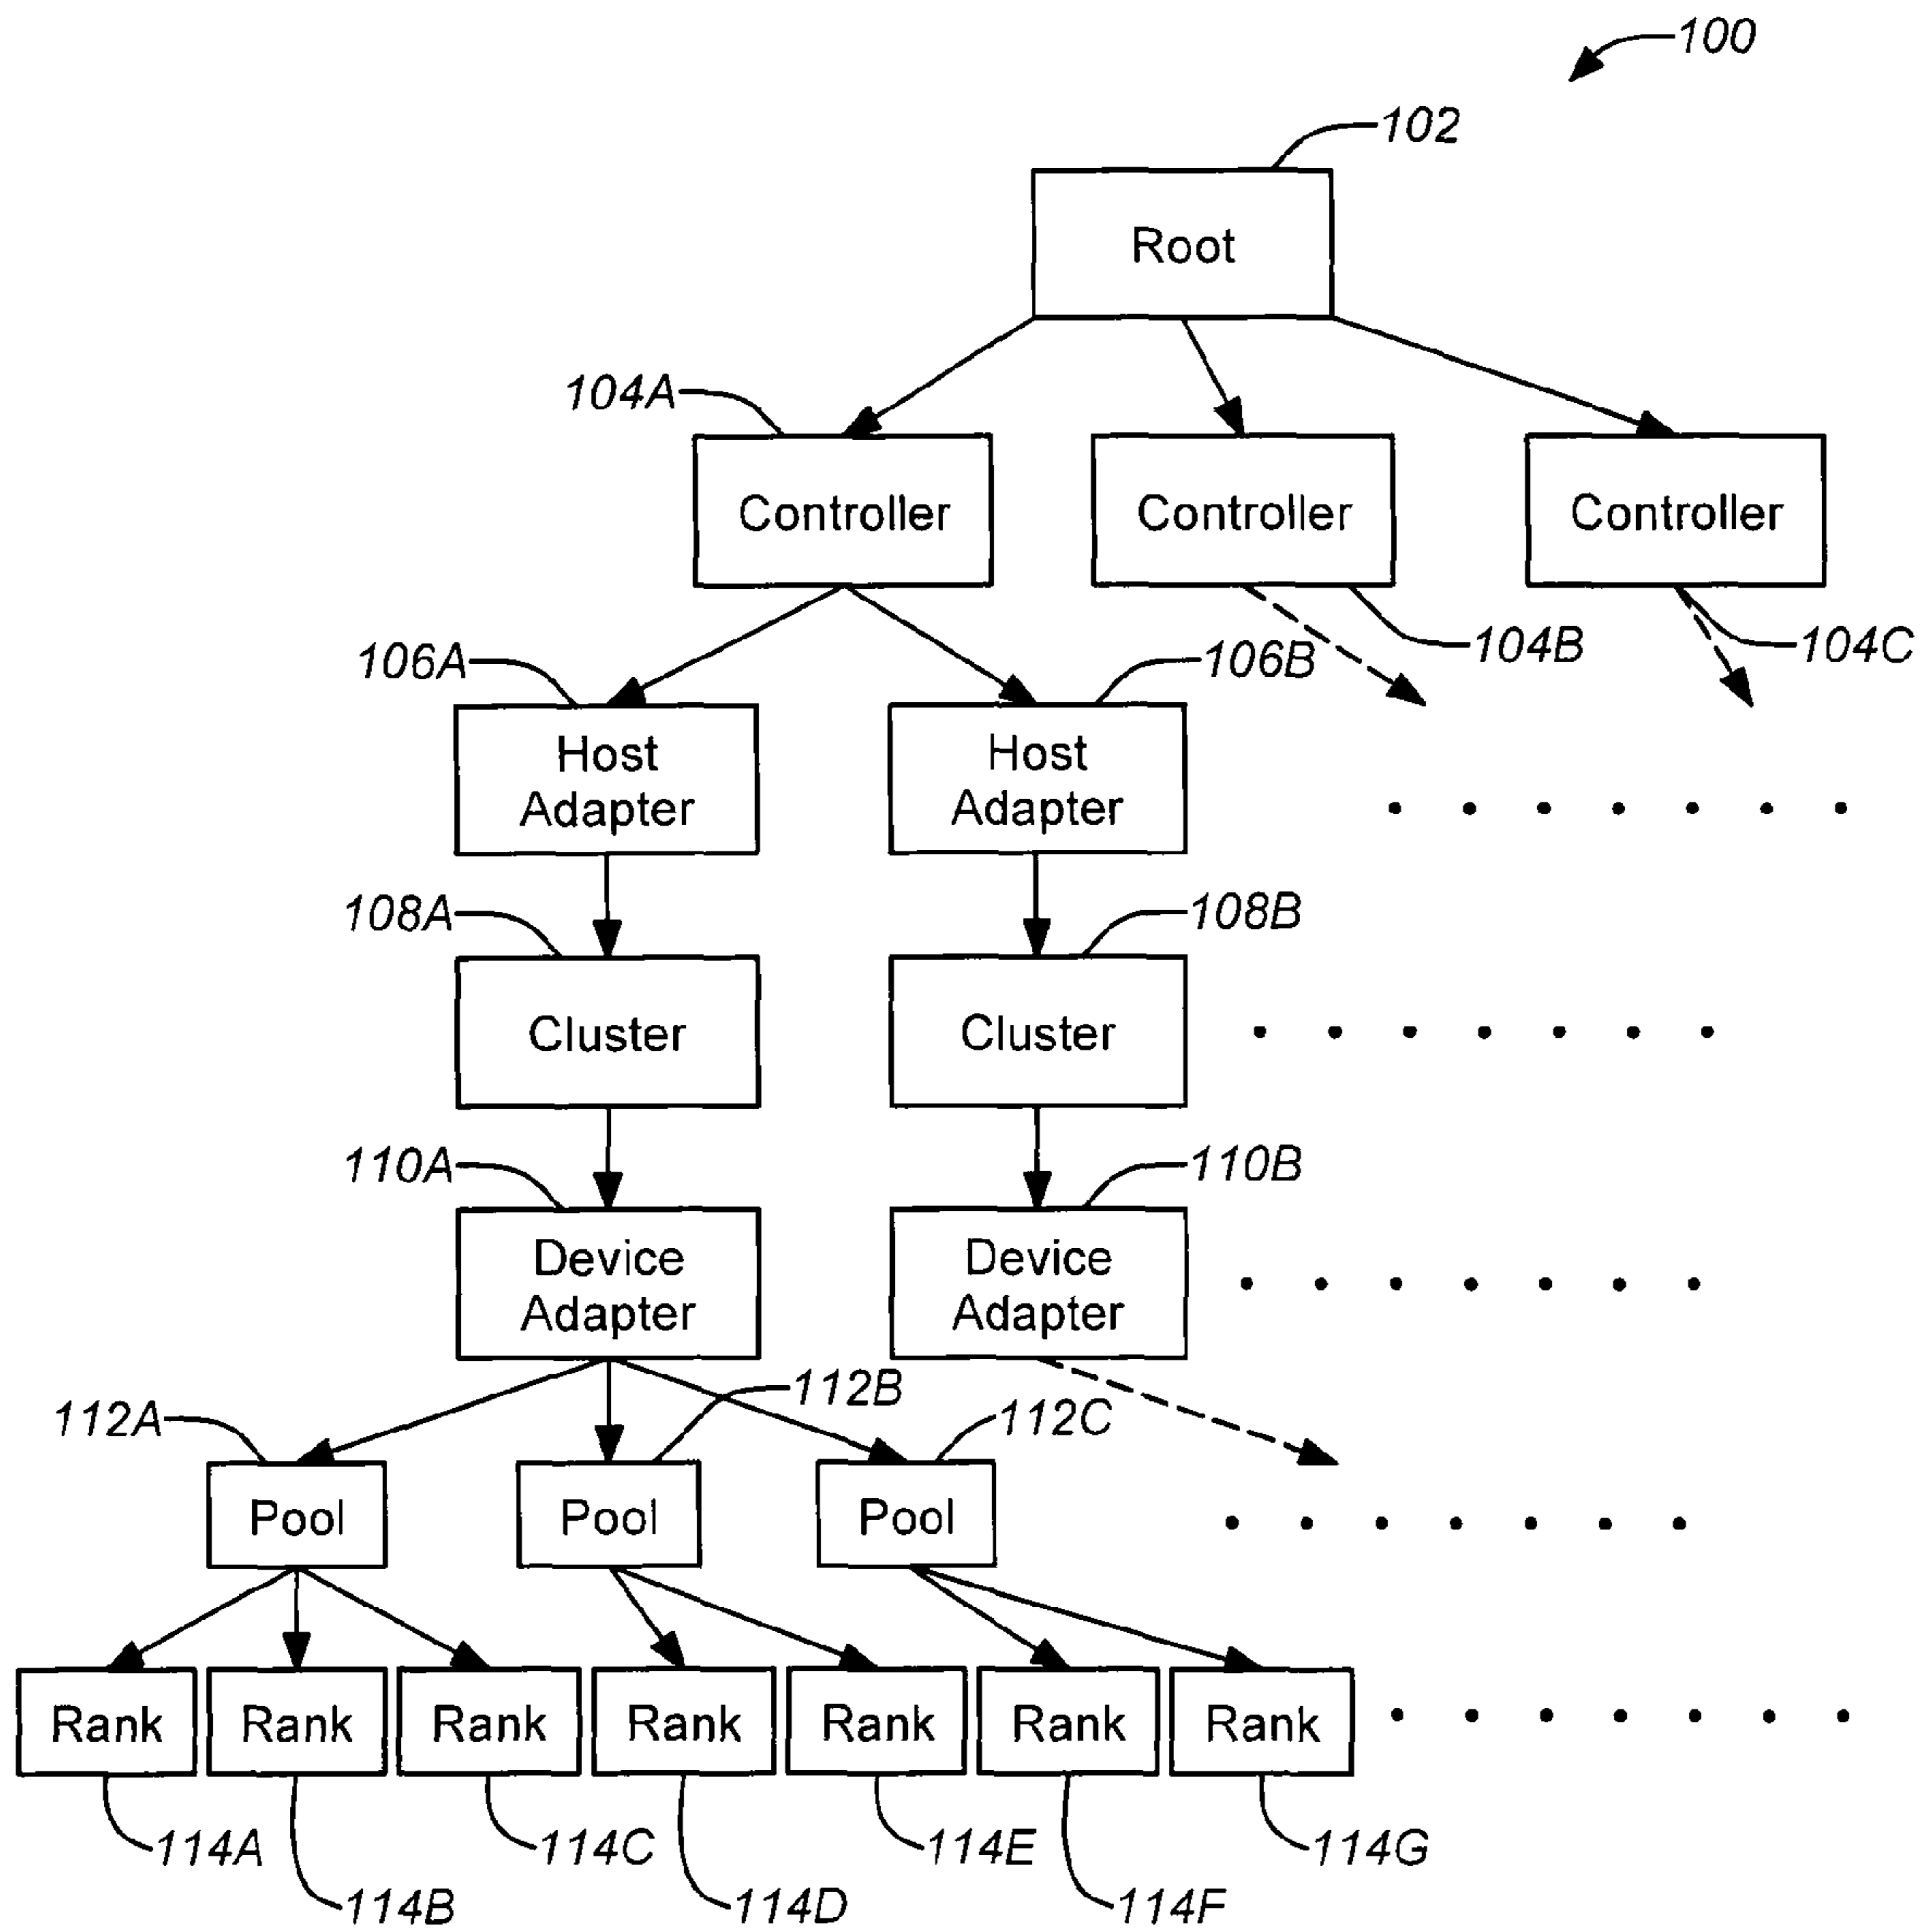 100
102
Root
104A
Controller
Controller
Controller
104B
104C
106A
106B
Host
Adapter
Host
Adapter
108A
108B
Cluster
Cluster
110A
110B
Device
Adapter
Device
Adapter
112A
112B
112C
Pool
Pool
Pool
Rank
Rank
Rank
Rank
Rank
Rank
Rank
114A
114C
114E
114G
114B
114D
114F